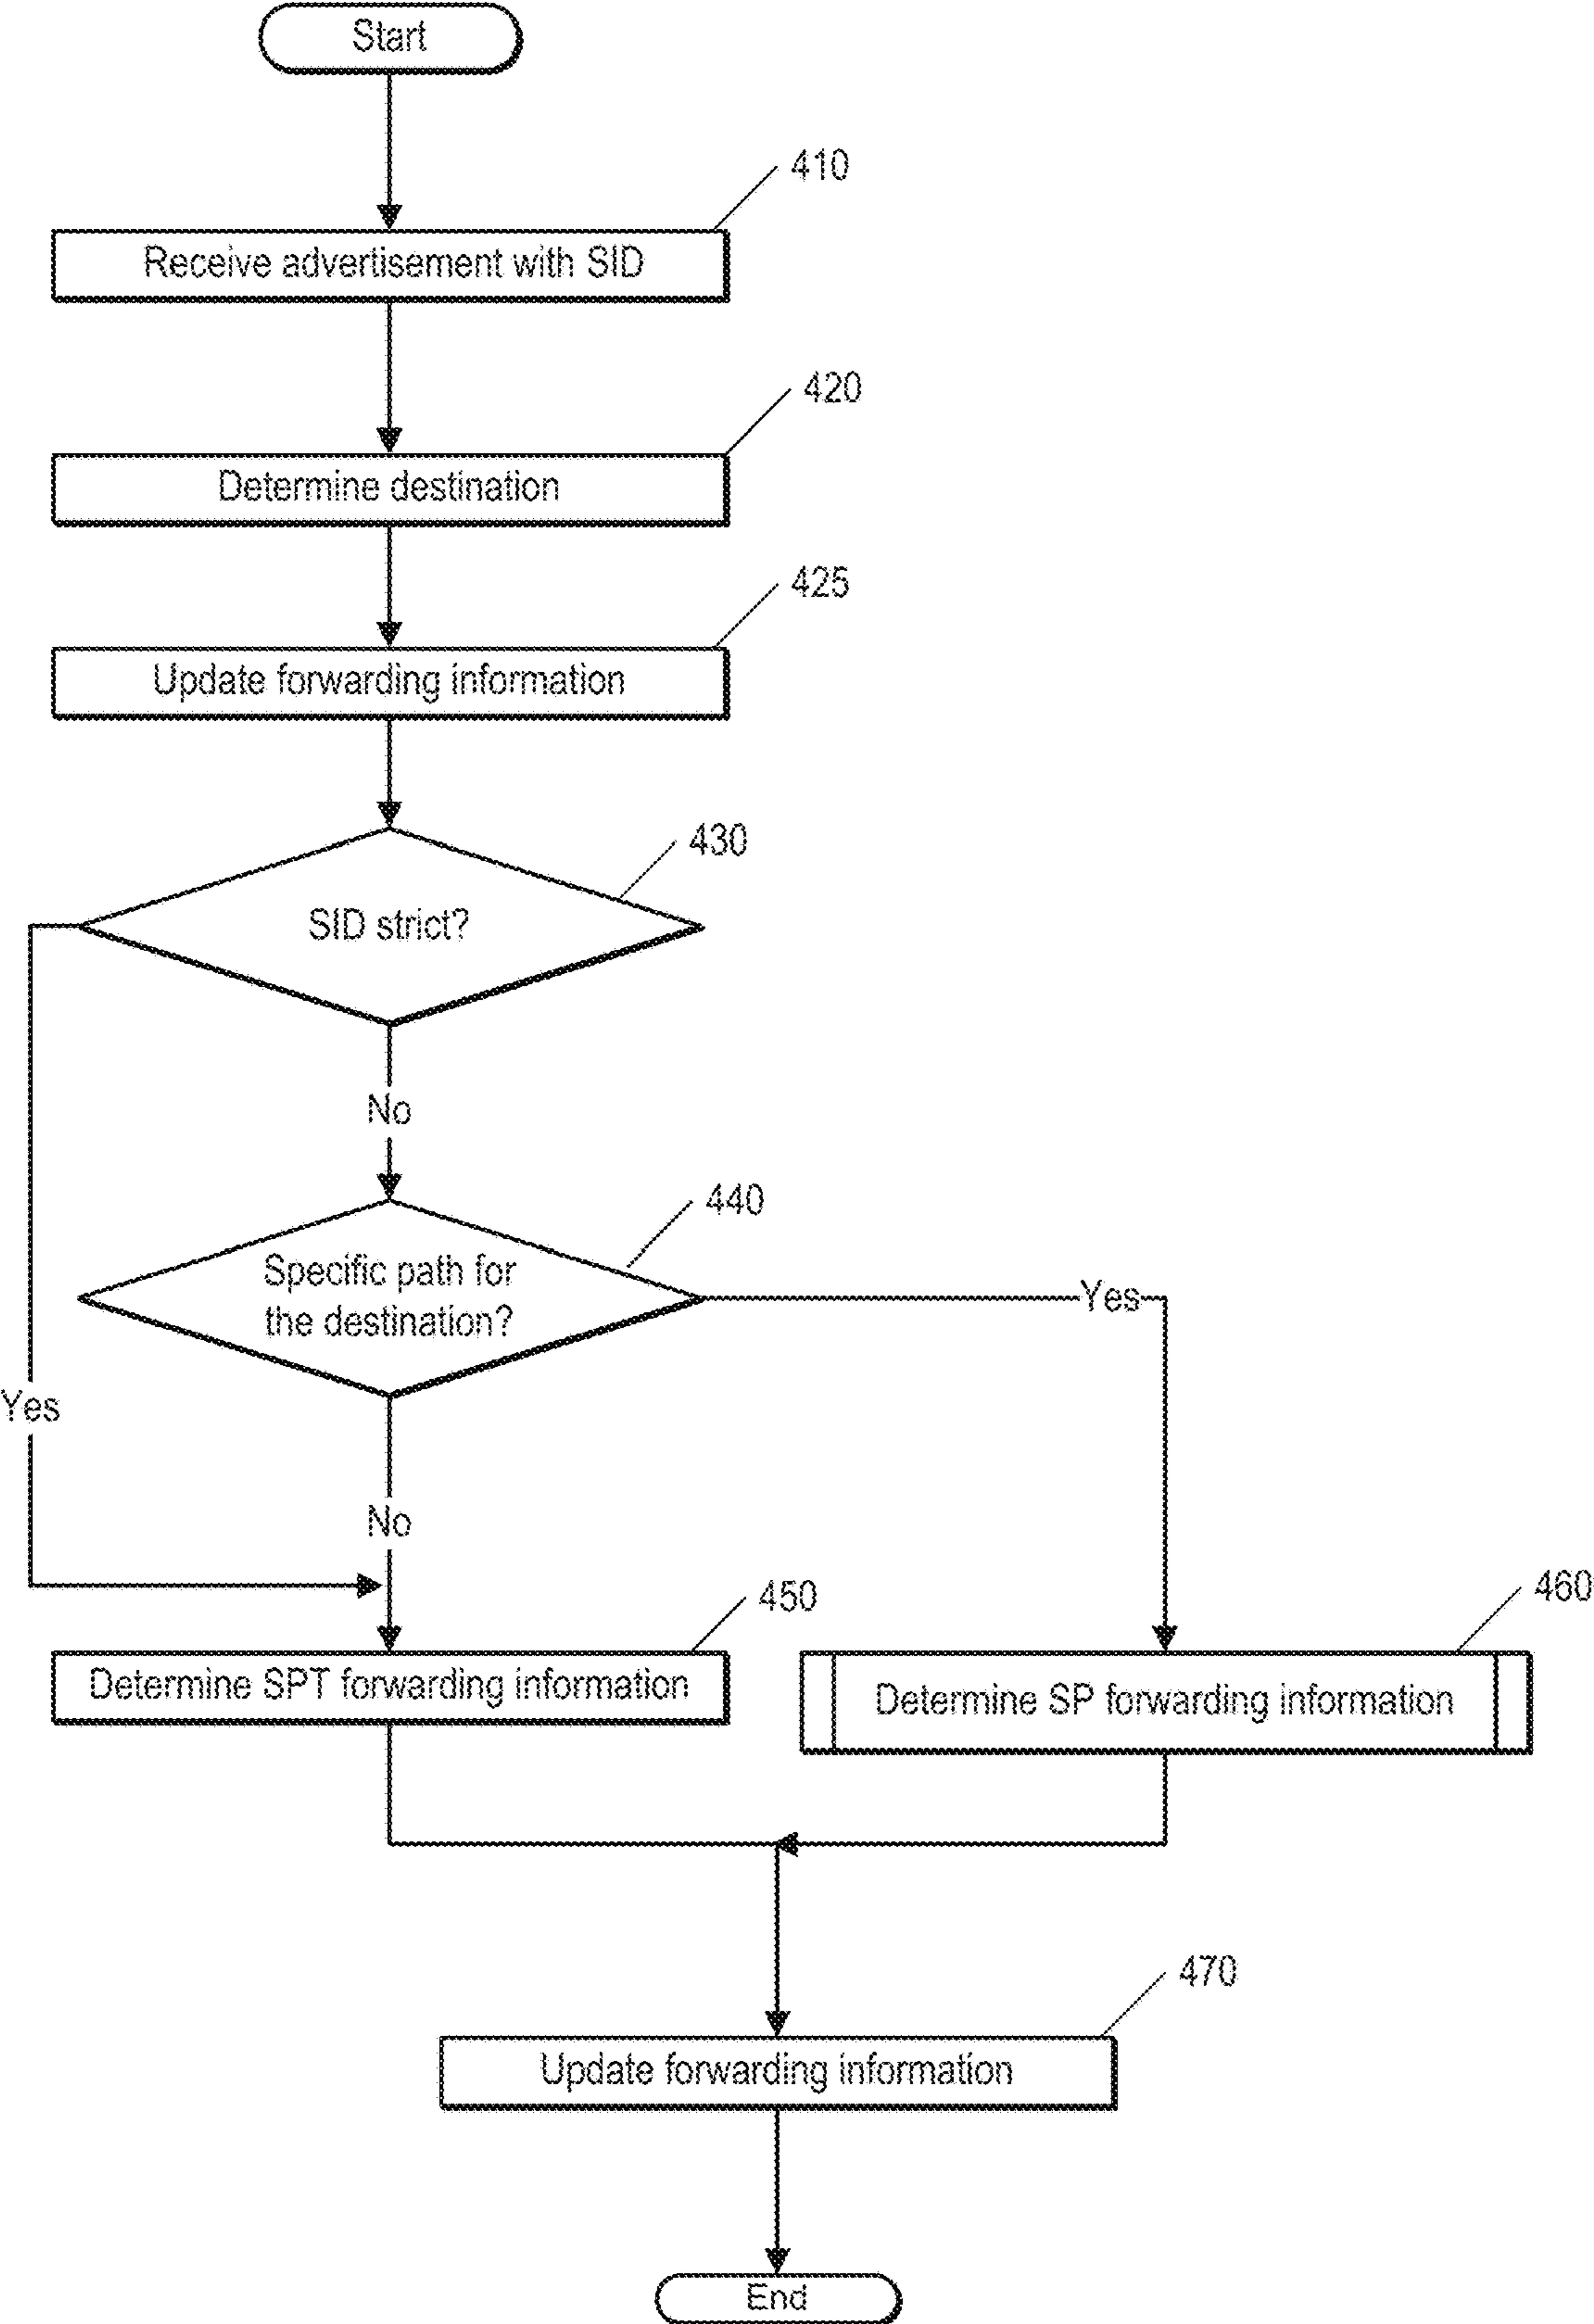 Start
410
Receive advertisement with SID
420
Determine destination
425
Update forwarding information
430
SID strict?
No
440
Specific path for
the destination?
Yes
Yes
No
450
Determine SPT forwarding information
460
Determine SP forwarding information
470
Update forwarding information
End